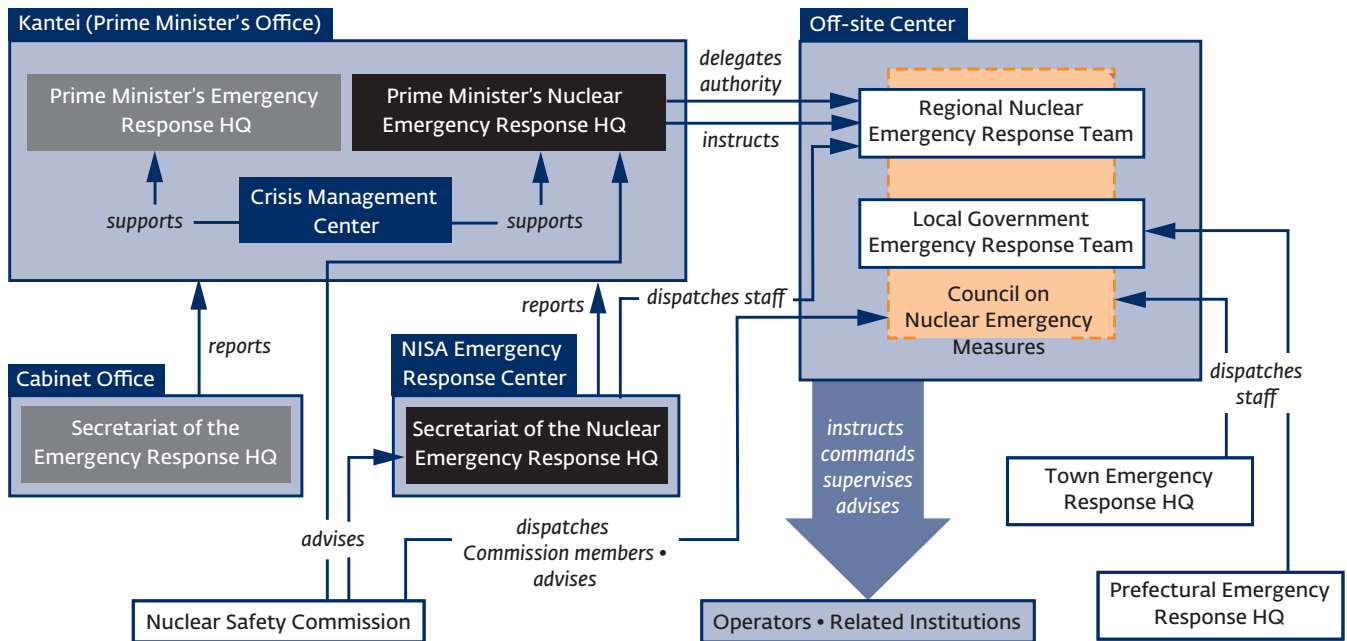 Kantei (Prime Minister’s Office)
Prime Minister’s Emergency
Response HQ
Prime Minister’s Nuclear
Emergency Response HQ
Crisis Management
Center
supports
supports
delegates
authority
instructs
Off-site Center
Regional Nuclear
Emergency Response Team
Local Government
Emergency Response Team
Council on
Nuclear Emergency
Measures
reports
reports
dispatches staff
Cabinet Office
Secretariat of the
Emergency Response HQ
NISA Emergency
Response Center
Secretariat of the Nuclear
Emergency Response HQ
dispatches
staff
instructs
commands
supervises
advises
Town Emergency
Response HQ
advises
dispatches
Commission members •
advises
Nuclear Safety Commission
Operators • Related Institutions
Prefectural Emergency
Response HQ